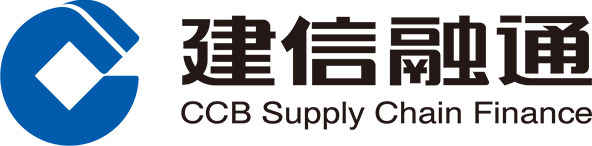 建信融通
CCB Supply Chain Finance